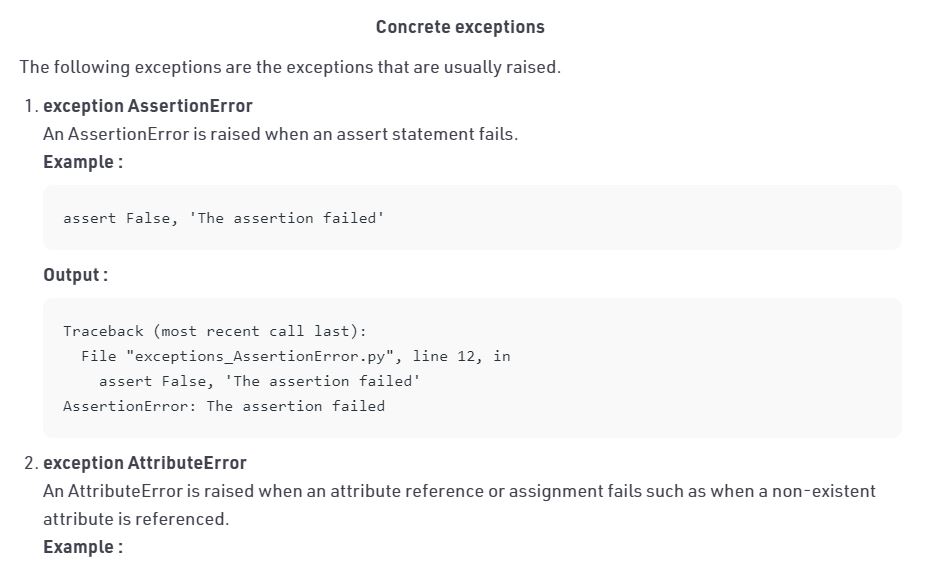 Concrete exceptions
The following exceptions are the exceptions that are usually raised.
1. exception AssertionError
An AssertionError is raised when an assert statement fails.
Example :
assert False, 'The assertion failed'
Output :
Traceback (most recent call last):
  File "exceptions_AssertionError.py", line 12, in
    assert False, 'The assertion failed'
AssertionError: The assertion failed
2. exception AttributeError
An AttributeError is raised when an attribute reference or assignment fails such as when a non-existent
attribute is referenced.
Example :